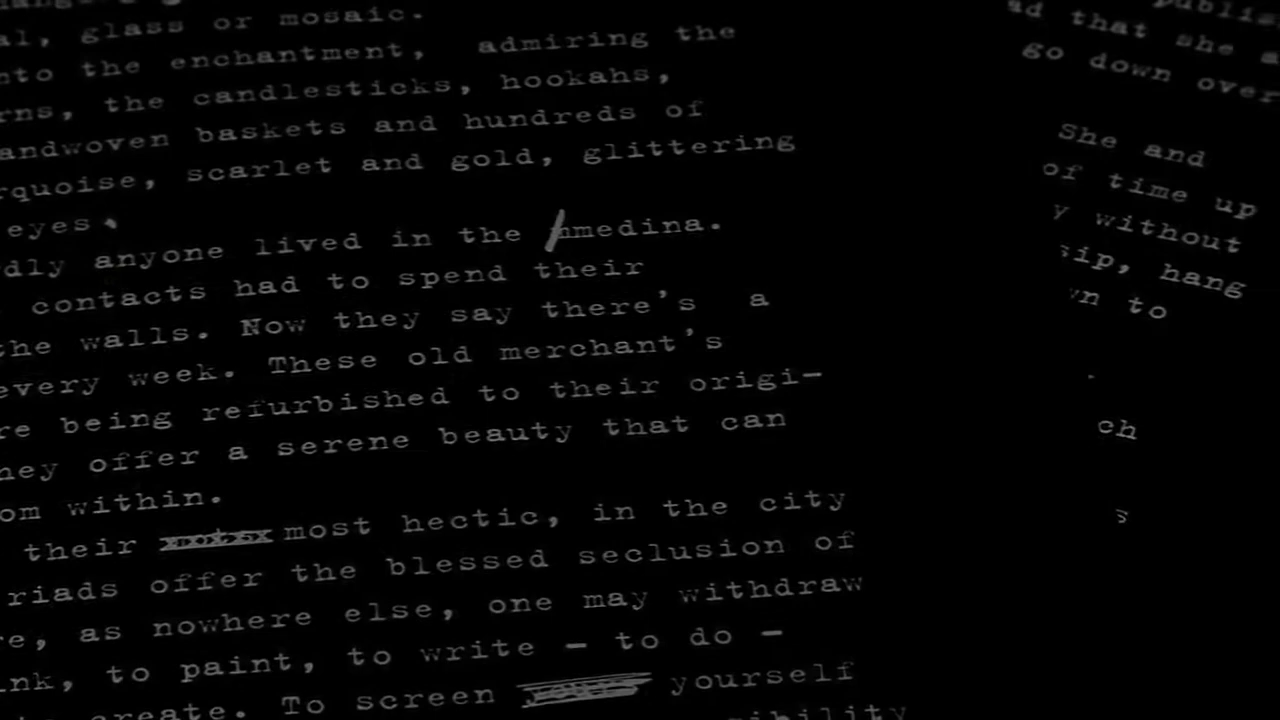 al, glass or mosaic.
nto the enchantment, admiring the
rns, the candlesticks, hookahs,
andwoven baskets and hundreds of
rquoise, scarlet and gold, glittering
eyes
dly anyone lived in the medina.
contacts had to spend their
the walls. Now they say there's a
every week. These old merchant's
re being refurbished to their origi-
hey offer a serene beauty that can
om within.
their most hectic, in the city
riads offer the blessed seclusion of
re, as nowhere else, one may withdraw
ink, to paint, to write - to do -
create. To screen yourself
ibility
publis
ad that she a
go down over
She and
of time up
y without
sip, hang
wn to
ch
s